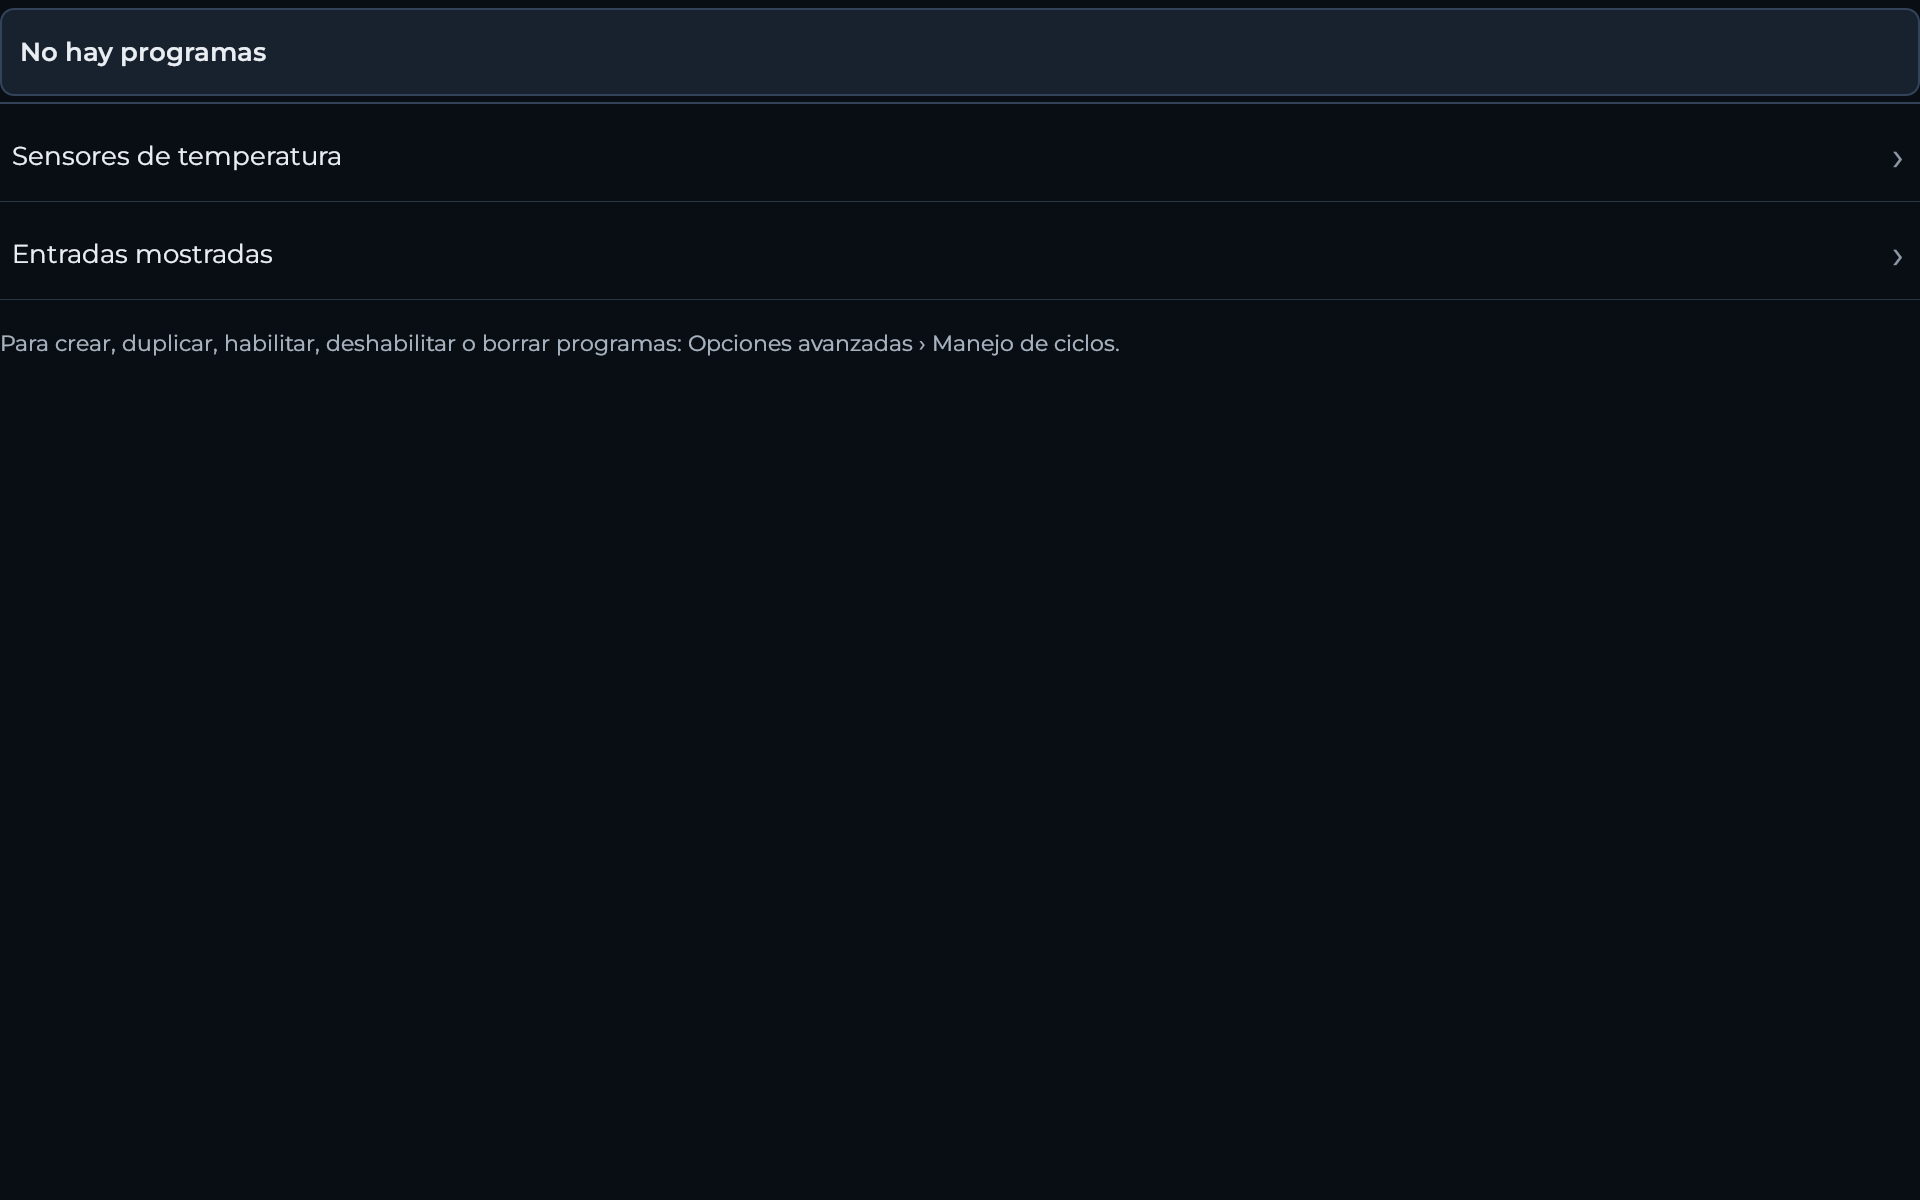 No hay programas
Sensores de temperatura
Entradas mostradas
Para crear, duplicar, habilitar, deshabilitar o borrar programas: Opciones avanzadas › Manejo de ciclos.